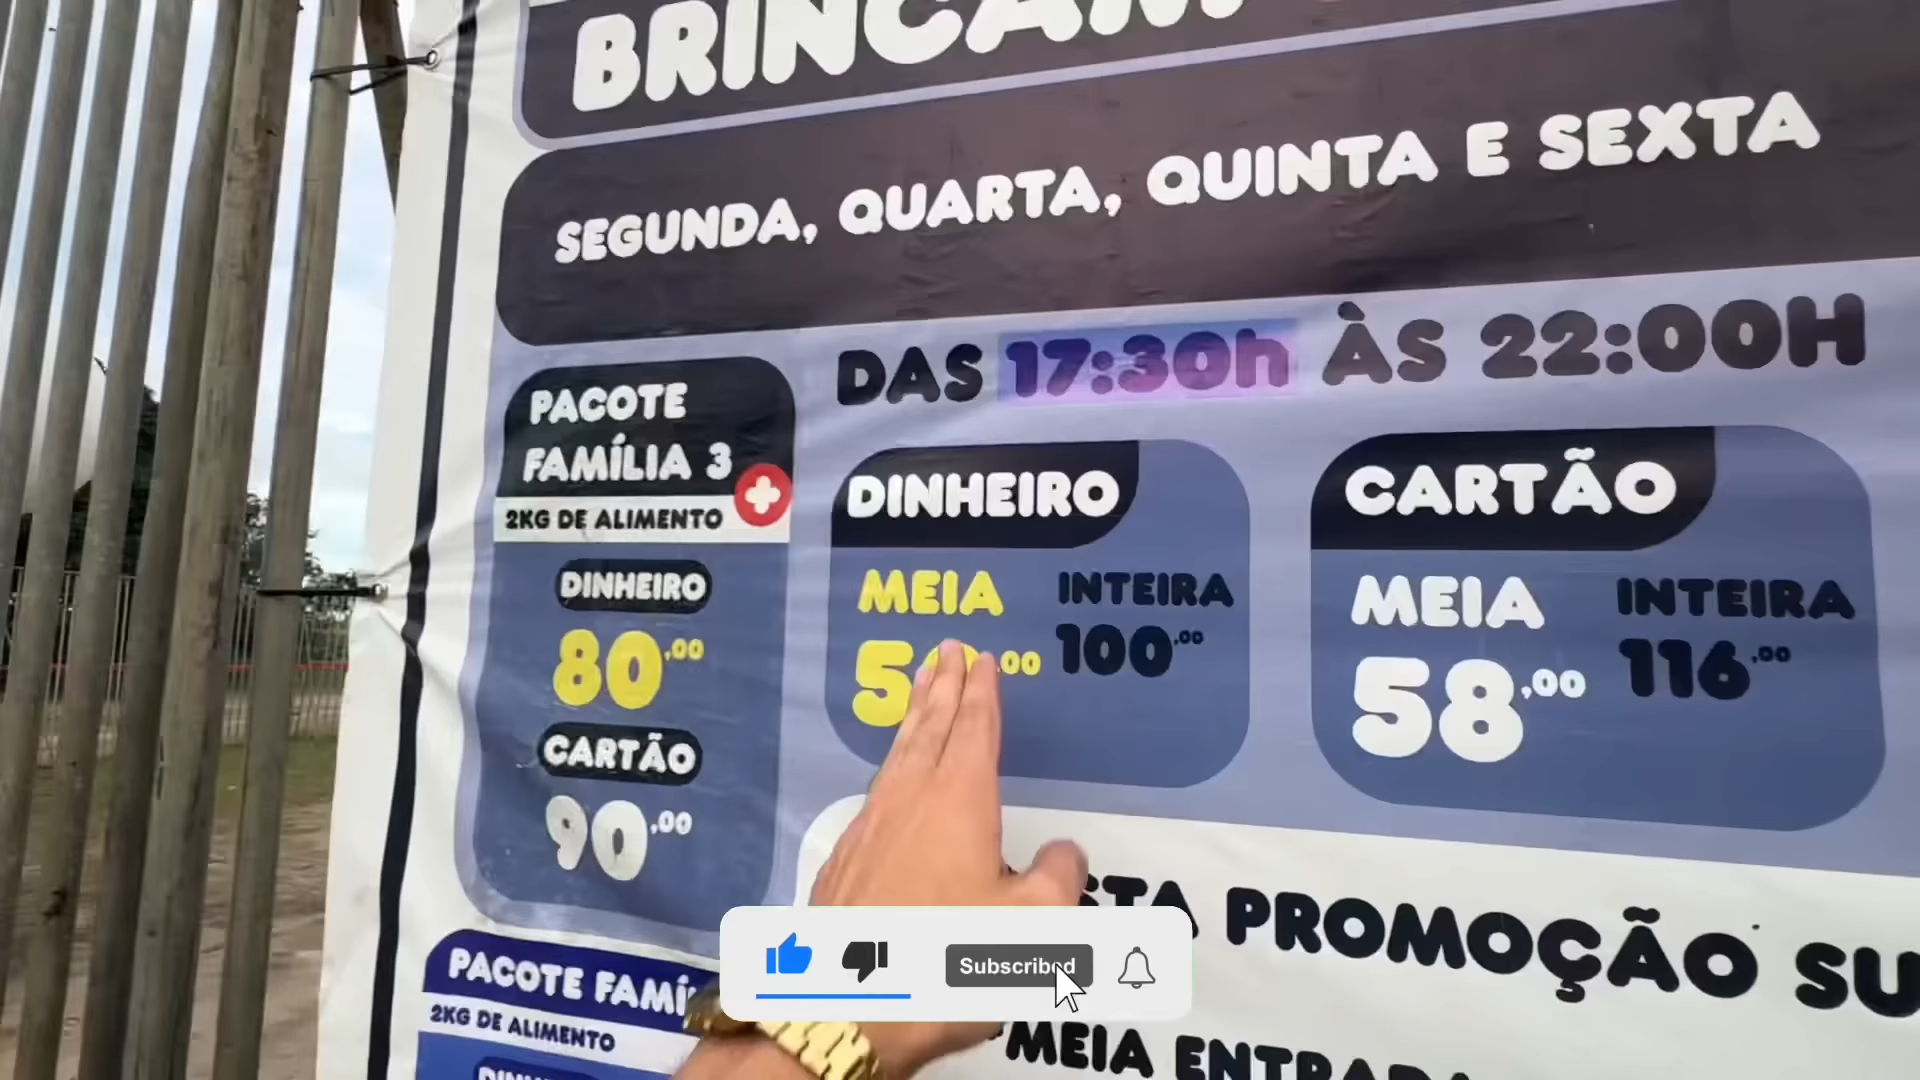 SEGUNDA, QUARTA, QUINTA E SEXTA
DAS 17:30h ÀS 22:00H
PACOTE
FAMÍLIA 3
2KG DE ALIMENTO
DINHEIRO
80,00
CARTÃO
90,00
DINHEIRO
MEIA
INTEIRA
100,00
CARTÃO
MEIA
58,00
INTEIRA
116,00
PROMOÇÃO
PACOTE
2KG DE ALIMENTO
*MEIA
Subscribed